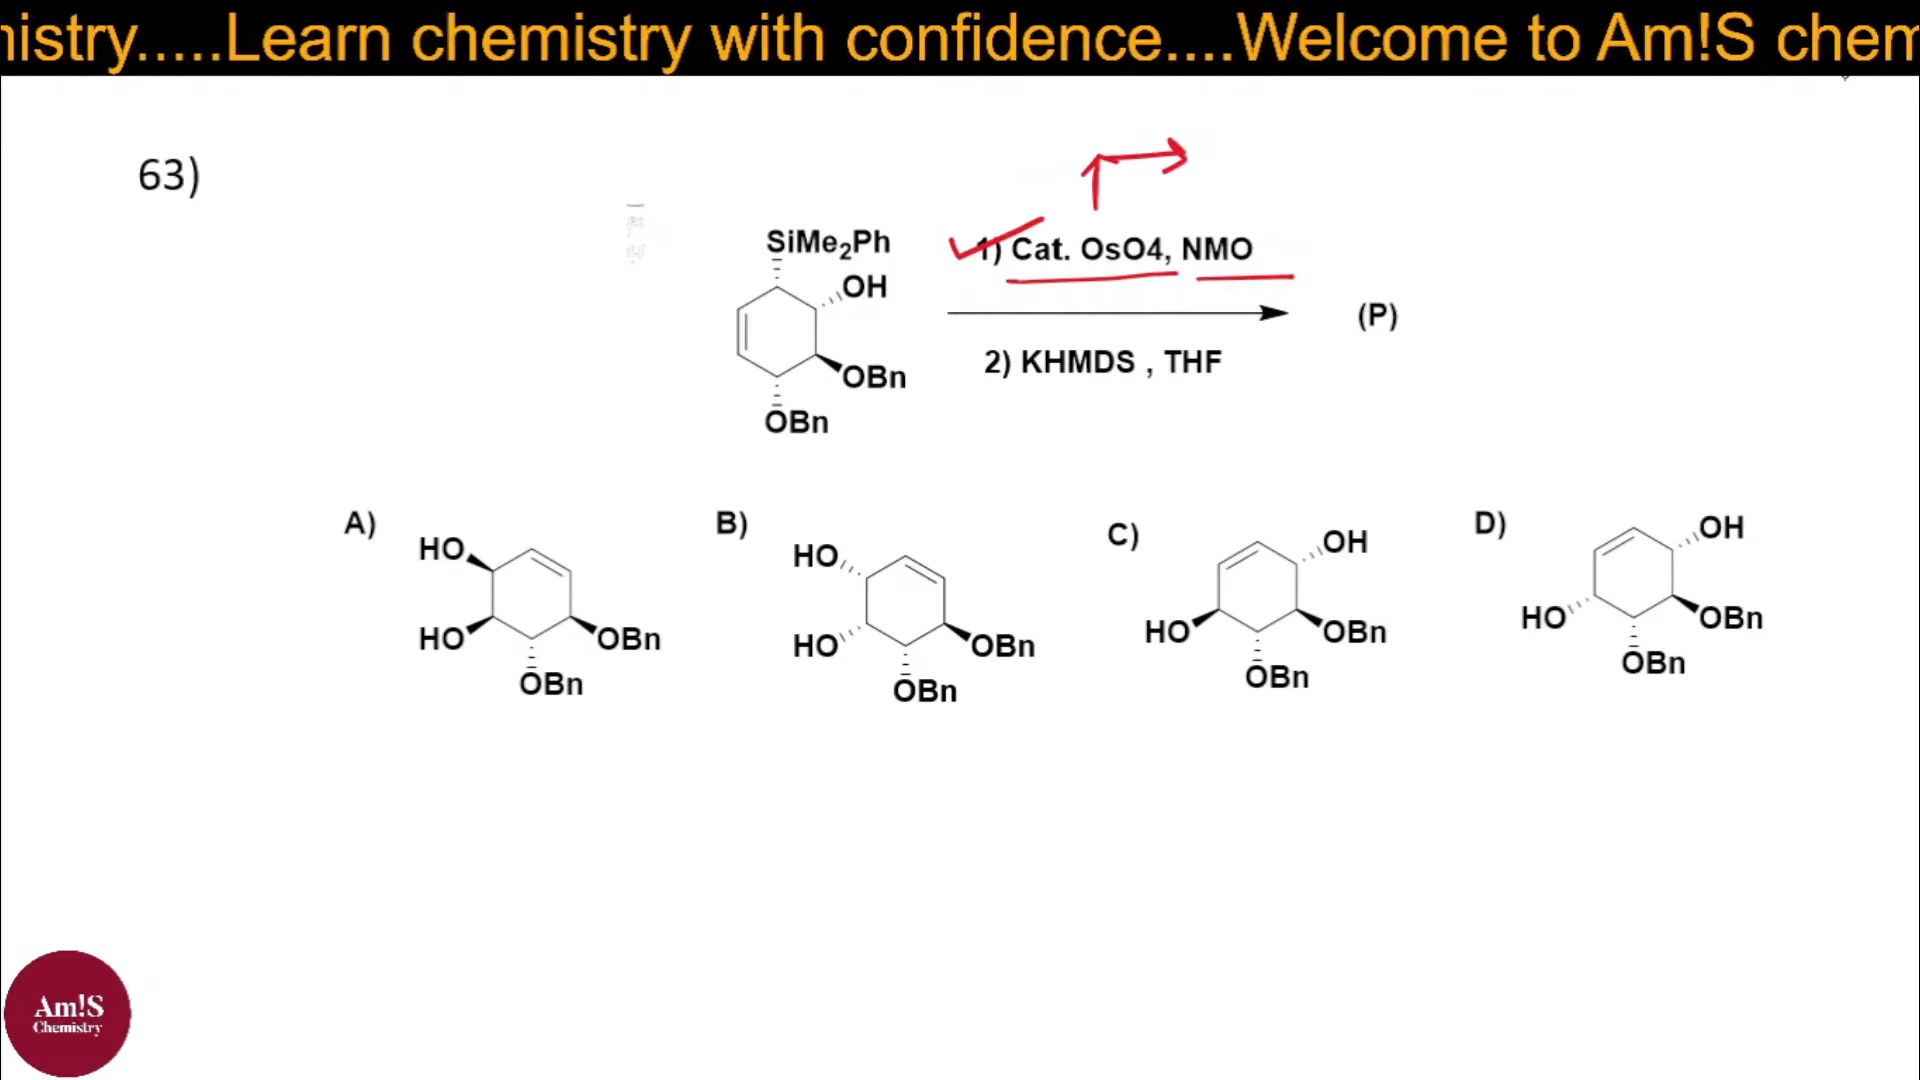 nistry.....Learn chemistry with confidence....Welcome to Am!S chem
63)
SiMe2Ph
OH
OBn
OBn
1) Cat. OsO4, NMO
2) KHMDS , THF
(P)
A)
HO
HO
OBn
OBn
B)
HO
HO
OBn
OBn
C)
OH
HO
OBn
OBn
D)
OH
HO
OBn
OBn
Am!S
Chemistry